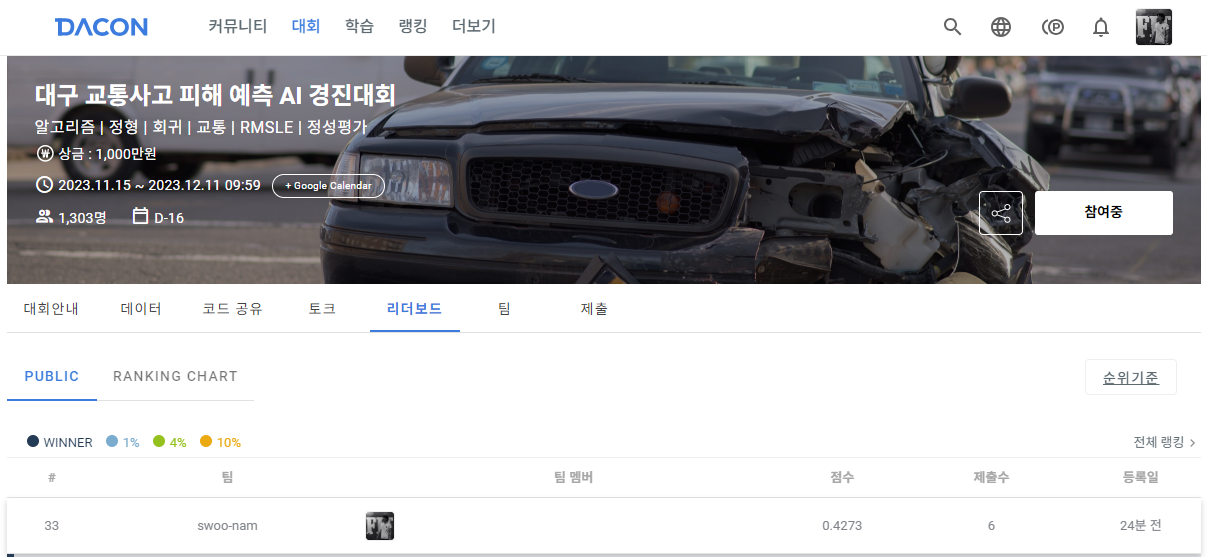 DACON 커뮤니티 대회 학습 랭킹 더보기
대구 교통사고 피해 예측 AI 경진대회
알고리즘 | 정형 | 회귀 | 교통 | RMSLE | 정성평가
₩ 상금 : 1,000만원
2023.11.15 ~ 2023.12.11 09:59 + Google Calendar
1,303명 D-16
참여중
대회안내 데이터 코드 공유 토크 리더보드 팀 제출
PUBLIC RANKING CHART 순위기준
WINNER 1% 4% 10% 전체 랭킹 >
# 팀 팀 멤버 점수 제출수 등록일
33 swoo-nam 0.4273 6 24분 전